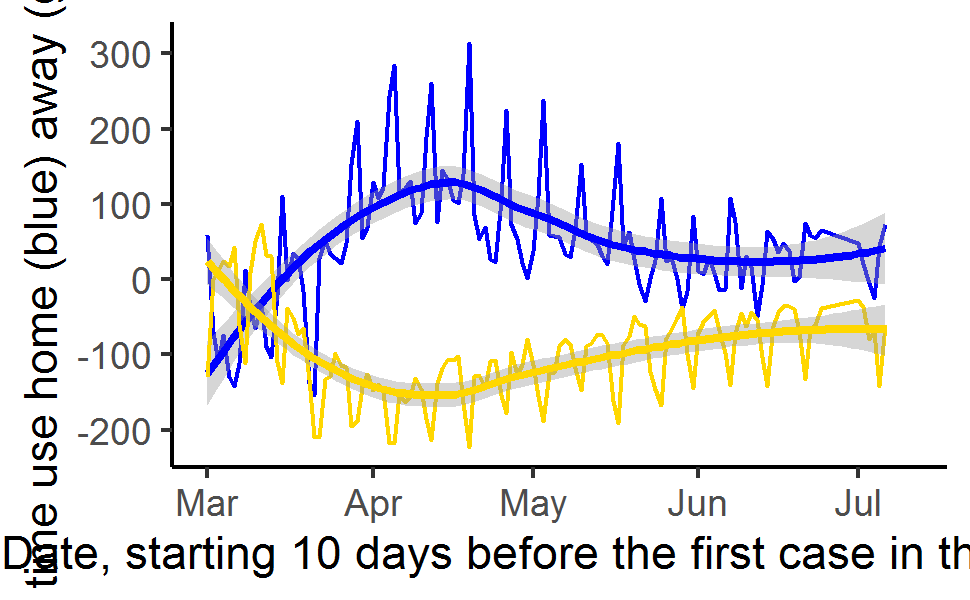 time use home (blue) away (
300
200
100
0
-100
-200
Mar Apr May Jun Jul
Date, starting 10 days before the first case in th